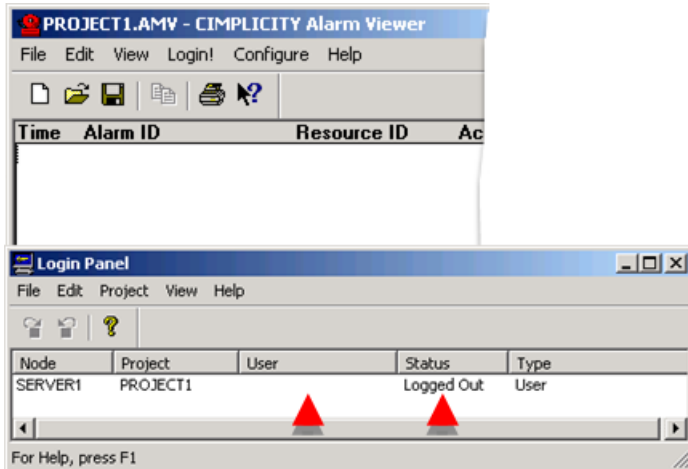 PROJECT1.AMV - CIMPLICITY Alarm Viewer
File Edit View Login! Configure Help
Time Alarm ID Resource ID Ac
Login Panel
File Edit Project View Help
Node Project User Status Type
SERVER1 PROJECT1 Logged Out User
For Help, press F1